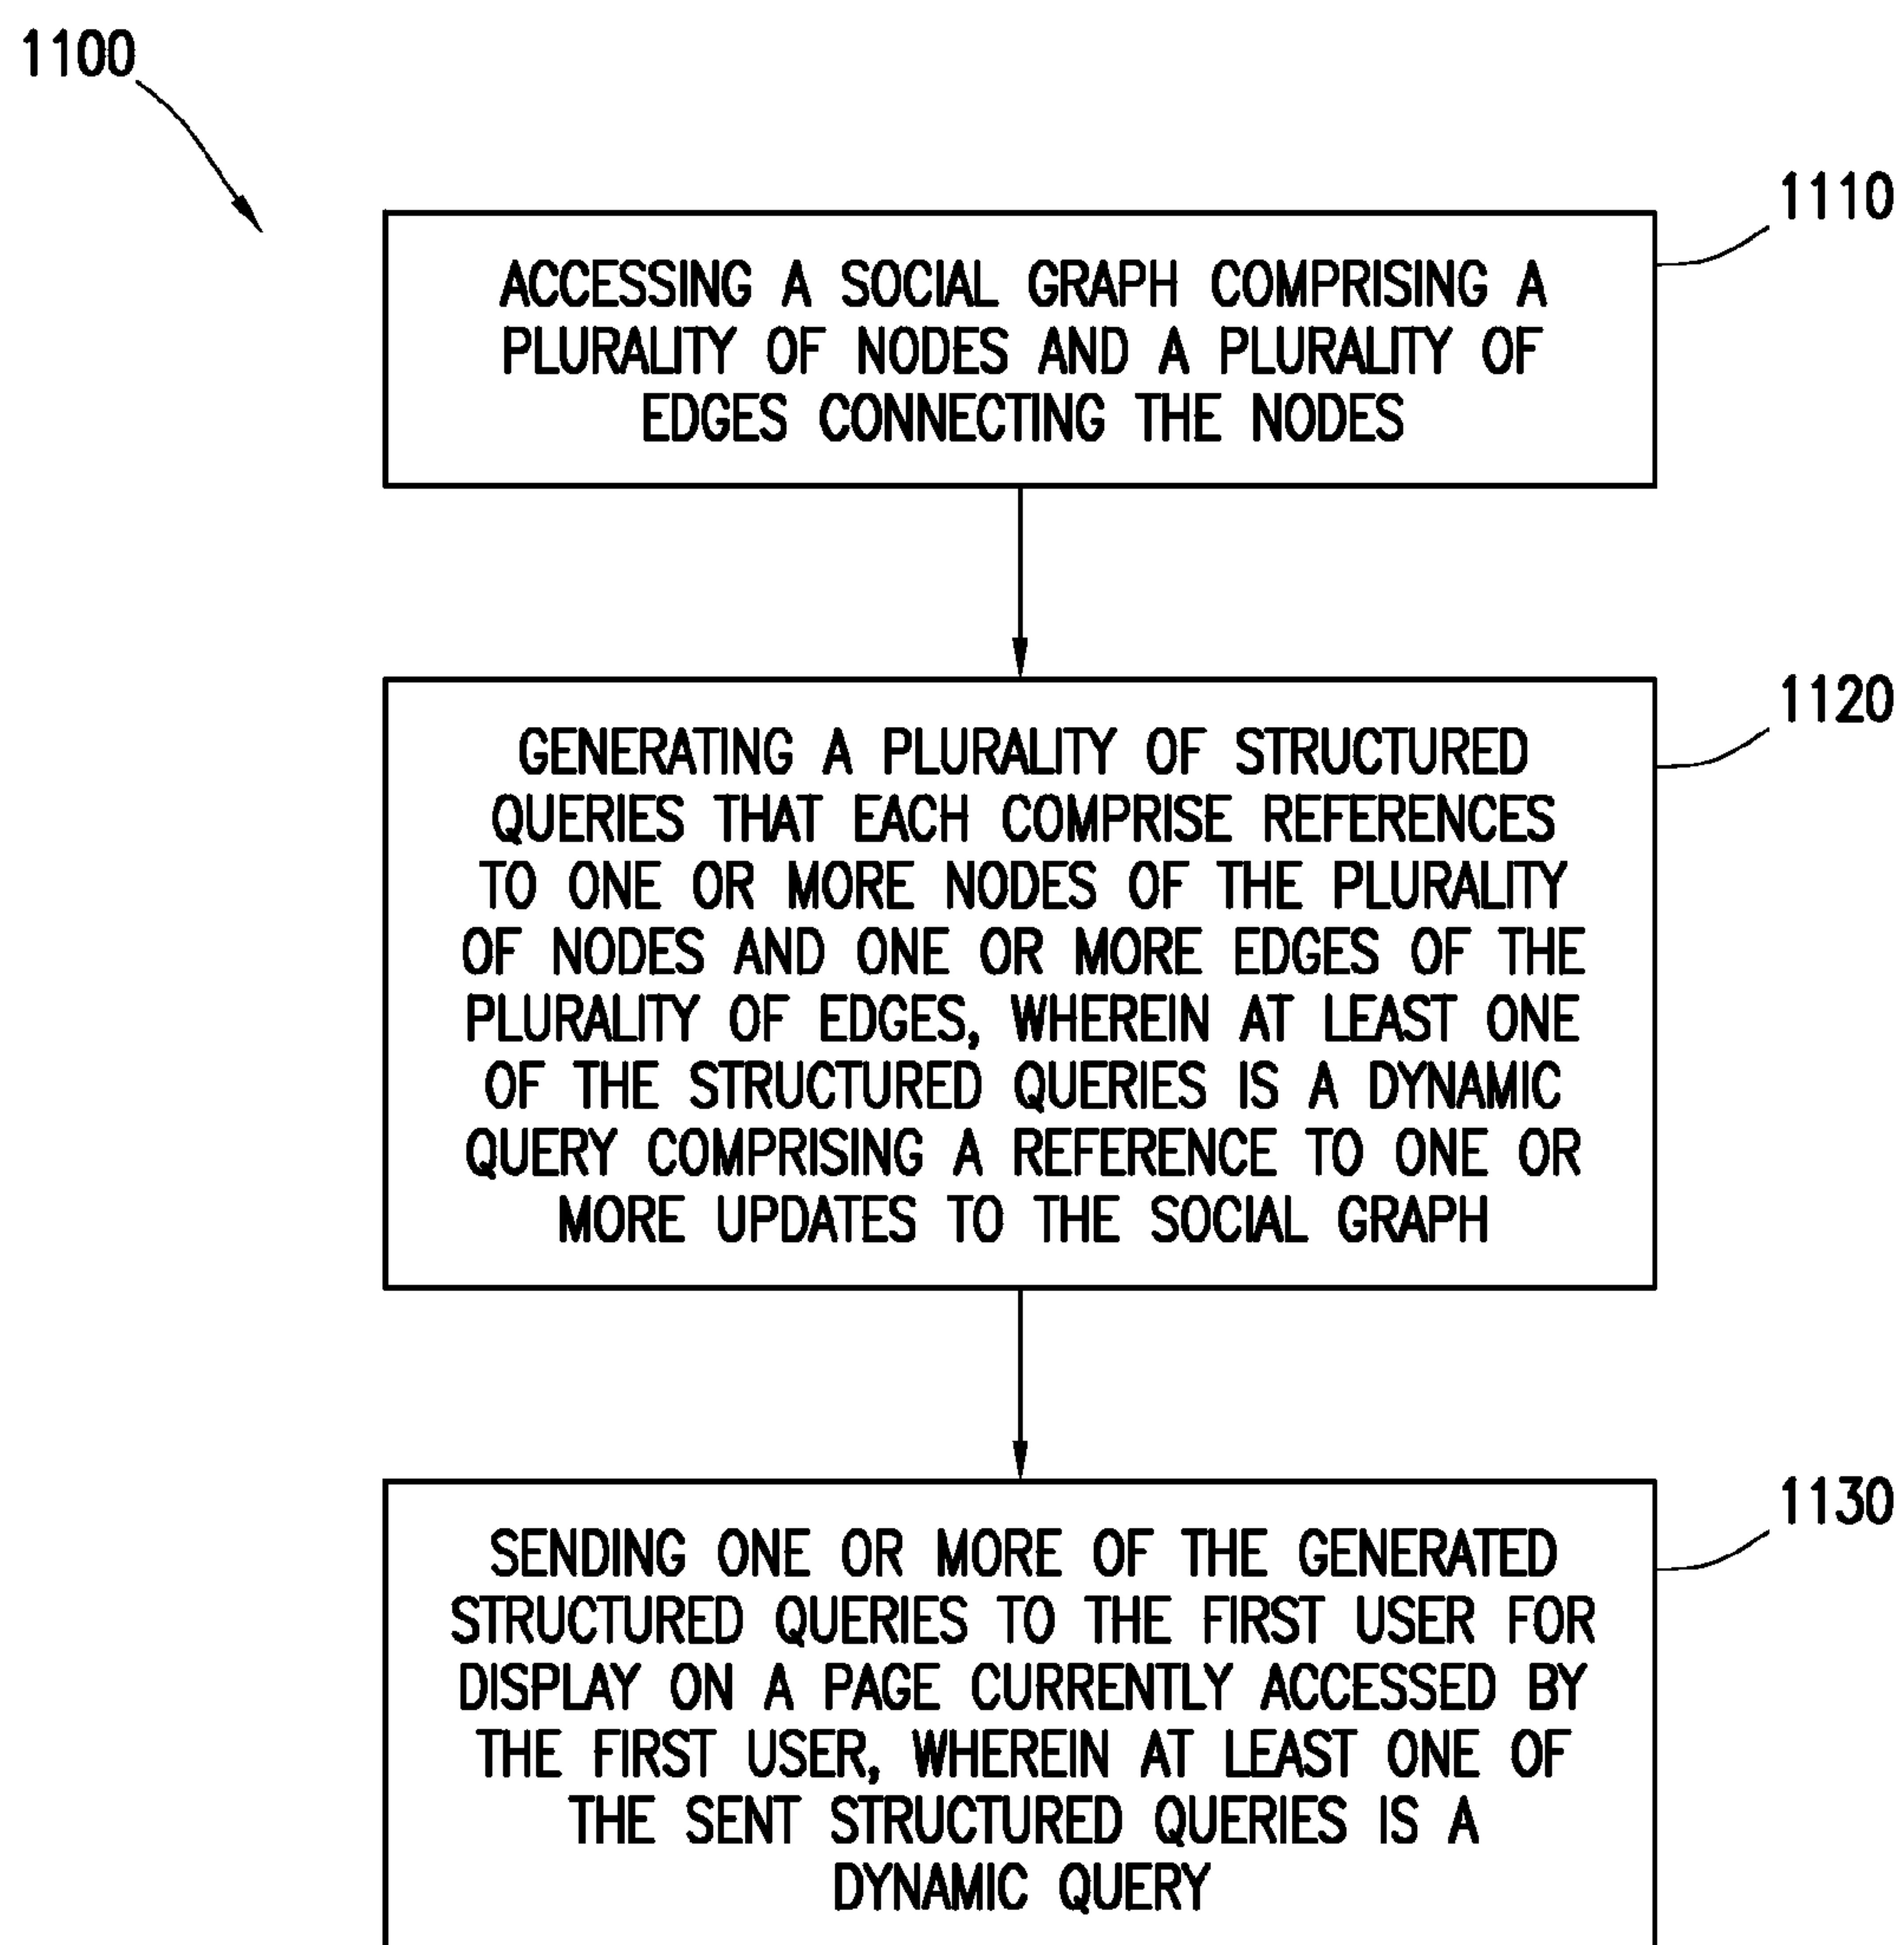 1100
1110
ACCESSING A SOCIAL GRAPH COMPRISING A
PLURALITY OF NODES AND A PLURALITY OF
EDGES CONNECTING THE NODES
1120
GENERATING A PLURALITY OF STRUCTURED
QUERIES THAT EACH COMPRISE REFERENCES
TO ONE OR MORE NODES OF THE PLURALITY
OF NODES AND ONE OR MORE EDGES OF THE
PLURALITY OF EDGES, WHEREIN AT LEAST ONE
OF THE STRUCTURED QUERIES IS A DYNAMIC
QUERY COMPRISING A REFERENCE TO ONE OR
MORE UPDATES TO THE SOCIAL GRAPH
1130
SENDING ONE OR MORE OF THE GENERATED
STRUCTURED QUERIES TO THE FIRST USER FOR
DISPLAY ON A PAGE CURRENTLY ACCESSED BY
THE FIRST USER, WHEREIN AT LEAST ONE OF
THE SENT STRUCTURED QUERIES IS A
DYNAMIC QUERY